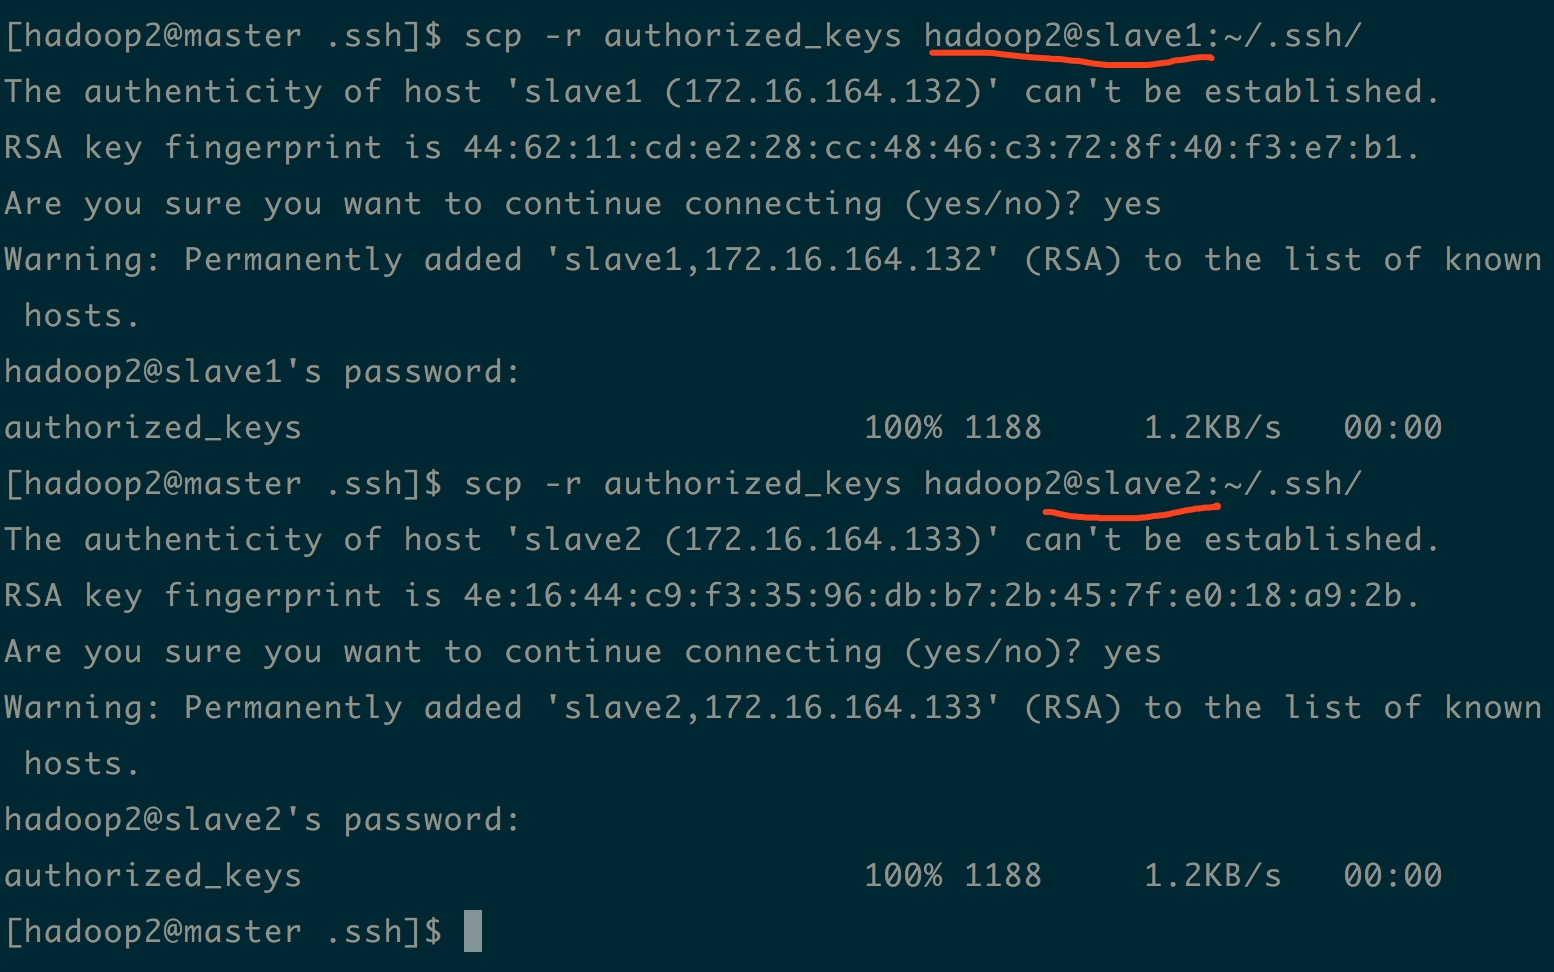 [hadoop2@master .ssh]$ scp -r authorized_keys hadoop2@slave1:~/.ssh/
The authenticity of host 'slave1 (172.16.164.132)' can't be established.
RSA key fingerprint is 44:62:11:cd:e2:28:cc:48:46:c3:72:8f:40:f3:e7:b1.
Are you sure you want to continue connecting (yes/no)? yes
Warning: Permanently added 'slave1,172.16.164.132' (RSA) to the list of known
 hosts.
hadoop2@slave1's password:
authorized_keys                            100% 1188     1.2KB/s   00:00
[hadoop2@master .ssh]$ scp -r authorized_keys hadoop2@slave2:~/.ssh/
The authenticity of host 'slave2 (172.16.164.133)' can't be established.
RSA key fingerprint is 4e:16:44:c9:f3:35:96:db:b7:2b:45:7f:e0:18:a9:2b.
Are you sure you want to continue connecting (yes/no)? yes
Warning: Permanently added 'slave2,172.16.164.133' (RSA) to the list of known
 hosts.
hadoop2@slave2's password:
authorized_keys                            100% 1188     1.2KB/s   00:00
[hadoop2@master .ssh]$